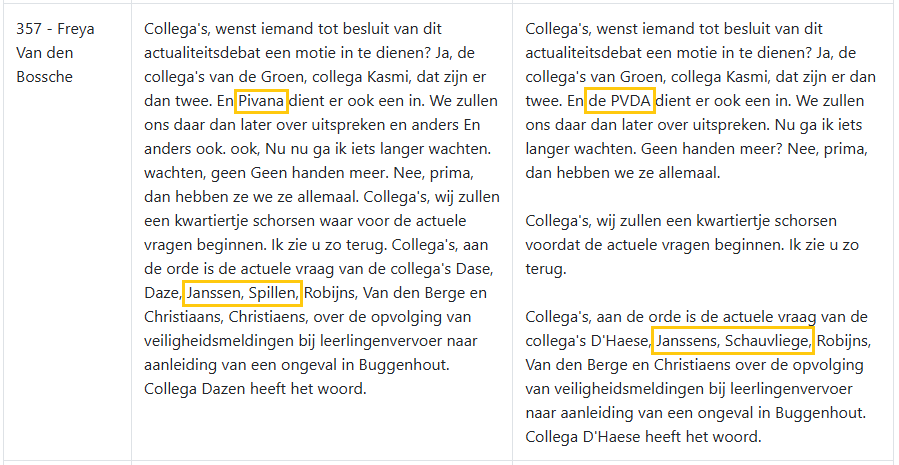 357 - Freya
Van den
Bossche
Collega's, wenst iemand tot besluit van dit
actualiteitsdebat een motie in te dienen? Ja, de
collega's van de Groen, collega Kasmi, dat zijn er
dan twee. En Pivana dient er ook een in. We zullen
ons daar dan later over uitspreken en anders En
anders ook. ook, Nu nu ga ik iets langer wachten.
wachten, geen Geen handen meer. Nee, prima,
dan hebben ze we ze allemaal. Collega's, wij zullen
een kwartiertje schorsen waar voor de actuele
vragen beginnen. Ik zie u zo terug. Collega's, aan
de orde is de actuele vraag van de collega's Dase,
Daze, Janssen, Spillen, Robijns, Van den Berge en
Christiaans, Christiaens, over de opvolging van
veiligheidsmeldingen bij leerlingenvervoer naar
aanleiding van een ongeval in Buggenhout.
Collega Dazen heeft het woord.
Collega's, wenst iemand tot besluit van dit
actualiteitsdebat een motie in te dienen? Ja, de
collega's van Groen, collega Kasmi, dat zijn er dan
twee. En de PVDA dient er ook een in. We zullen
ons daar dan later over uitspreken. Nu ga ik iets
langer wachten. Geen handen meer? Nee, prima,
dan hebben we ze allemaal.
Collega's, wij zullen een kwartiertje schorsen
voordat de actuele vragen beginnen. Ik zie u zo
terug.
Collega's, aan de orde is de actuele vraag van de
collega's D'Haese, Janssens, Schauvliege, Robijns,
Van den Berge en Christiaens over de opvolging
van veiligheidsmeldingen bij leerlingenvervoer
naar aanleiding van een ongeval in Buggenhout.
Collega D'Haese heeft het woord.